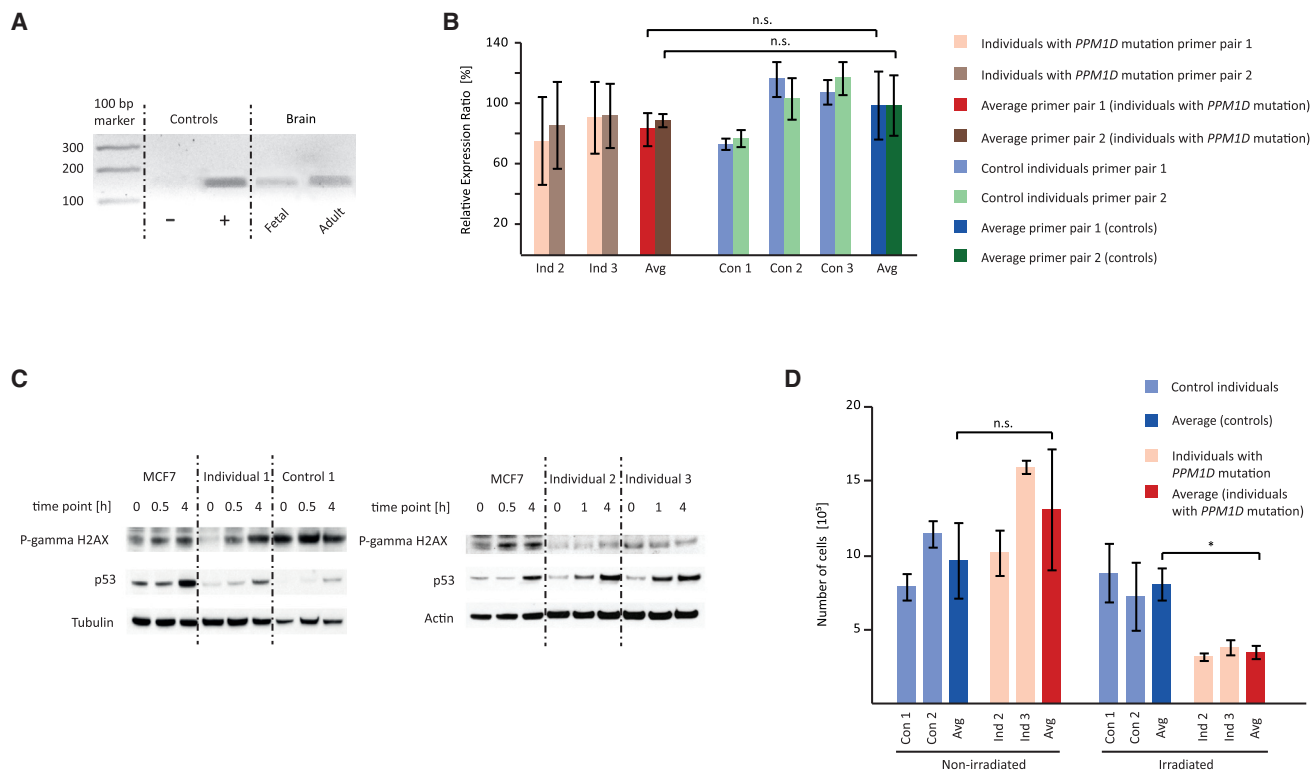 A
100 bp
marker
Controls
Brain
300
200
100
–
+
Fetal
Adult
B
n.s.
n.s.
Relative Expression Ratio [%]
140
100
60
20
Ind 2
Ind 3
Avg
Con 1
Con 2
Con 3
Avg
Individuals with PPM1D mutation primer pair 1
Individuals with PPM1D mutation primer pair 2
Average primer pair 1 (individuals with PPM1D mutation)
Average primer pair 2 (individuals with PPM1D mutation)
Control individuals primer pair 1
Control individuals primer pair 2
Average primer pair 1 (controls)
Average primer pair 2 (controls)
C
MCF7
Individual 1
Control 1
time point [h]
0 0.5 4 0 0.5 4 0 0.5 4
P-gamma H2AX
p53
Tubulin
MCF7
Individual 2
Individual 3
time point [h]
0 0.5 4 0 1 4 0 1 4
P-gamma H2AX
p53
Actin
D
Control individuals
Average (controls)
Individuals with
PPM1D mutation
Average (individuals
with PPM1D mutation)
n.s.
*
Number of cells [10⁵]
20
15
10
5
Con 1
Con 2
Avg
Ind 2
Ind 3
Avg
Con 1
Con 2
Avg
Ind 2
Ind 3
Avg
Non-irradiated
Irradiated